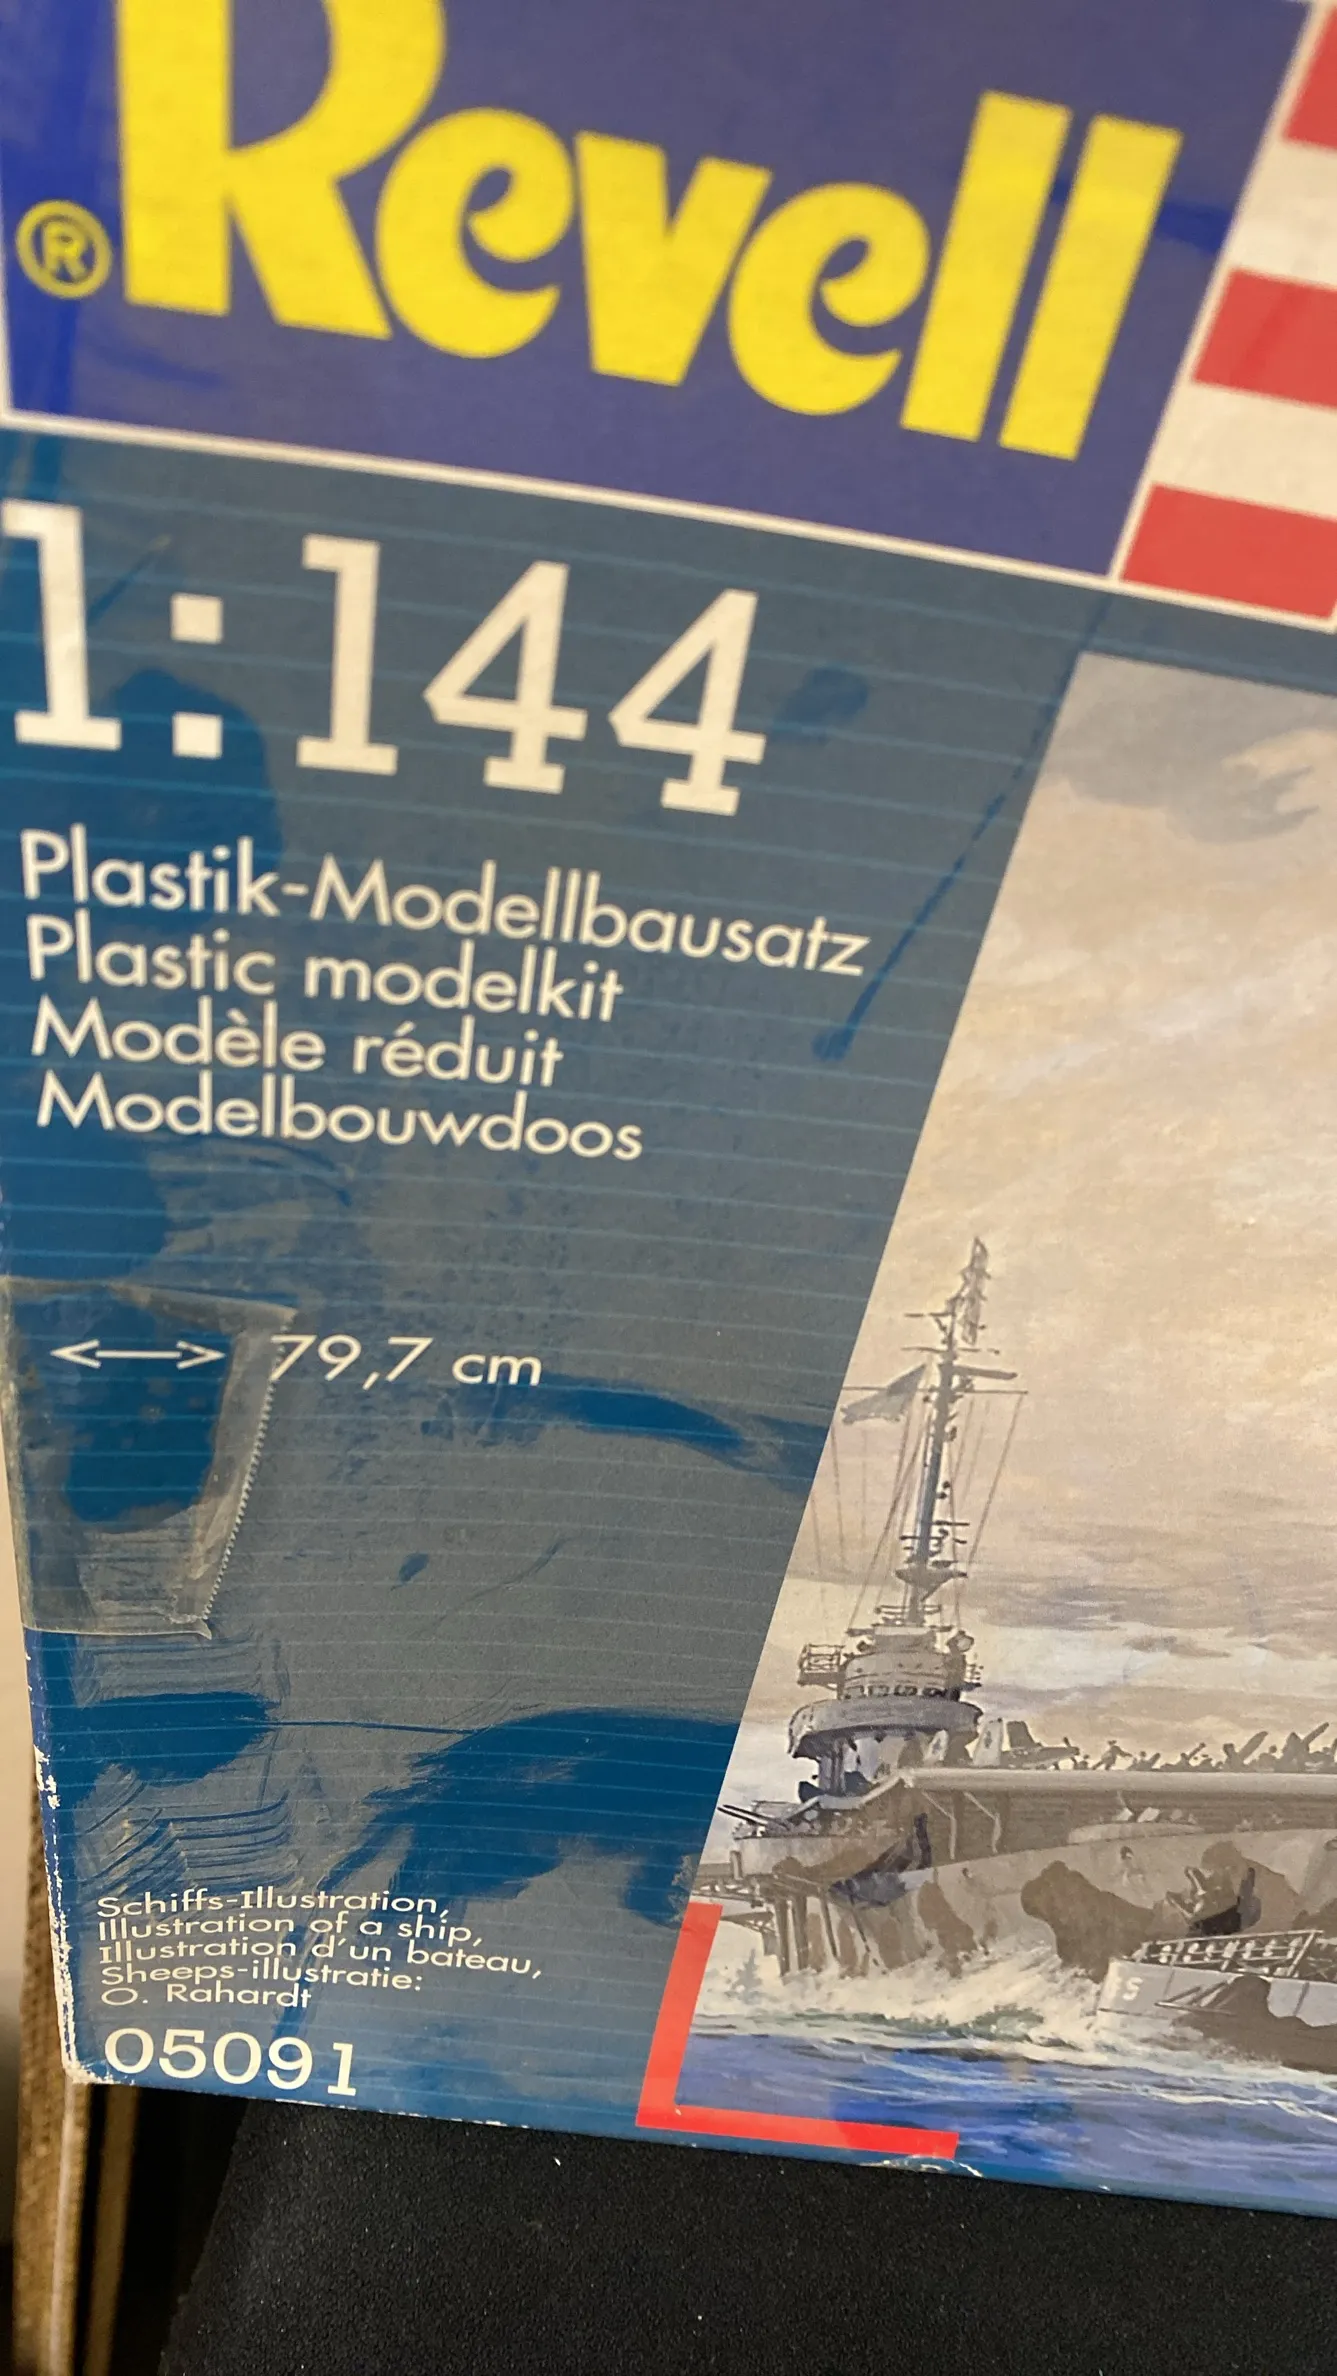 ® Revell
1:144
Plastik-Modellbausatz
Plastic modelkit
Modèle réduit
Modelbouwdoos
79,7 cm
Schiffs-Illustration,
Illustration of a ship,
Illustration d'un bateau,
Sheeps-illustratie:
O. Rahardt
05091